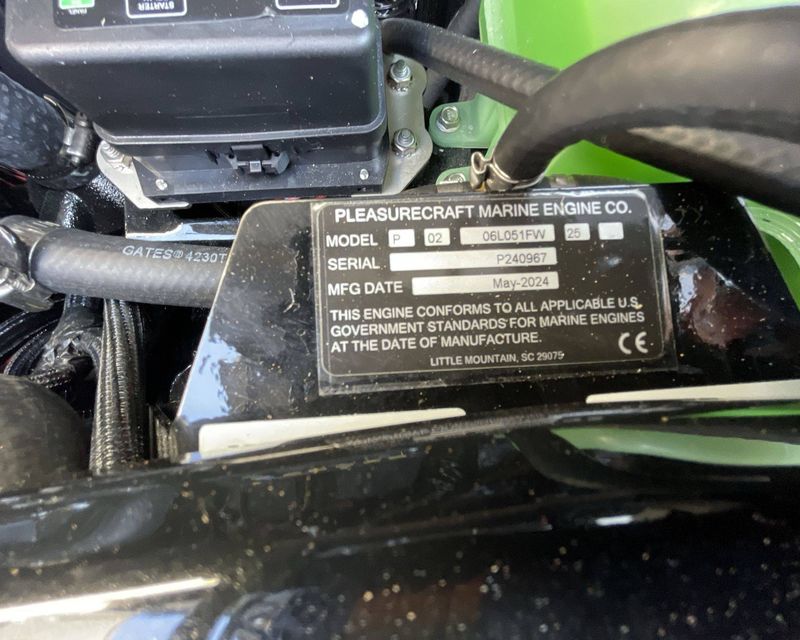 PANEL
STARTER
PLEASURECRAFT MARINE ENGINE CO.
MODEL P 02 06L051FW 25
SERIAL P240967
MFG DATE May-2024
THIS ENGINE CONFORMS TO ALL APPLICABLE U.S.
GOVERNMENT STANDARDS FOR MARINE ENGINES
AT THE DATE OF MANUFACTURE.
CE
LITTLE MOUNTAIN, SC 29075
GATES® 4230T